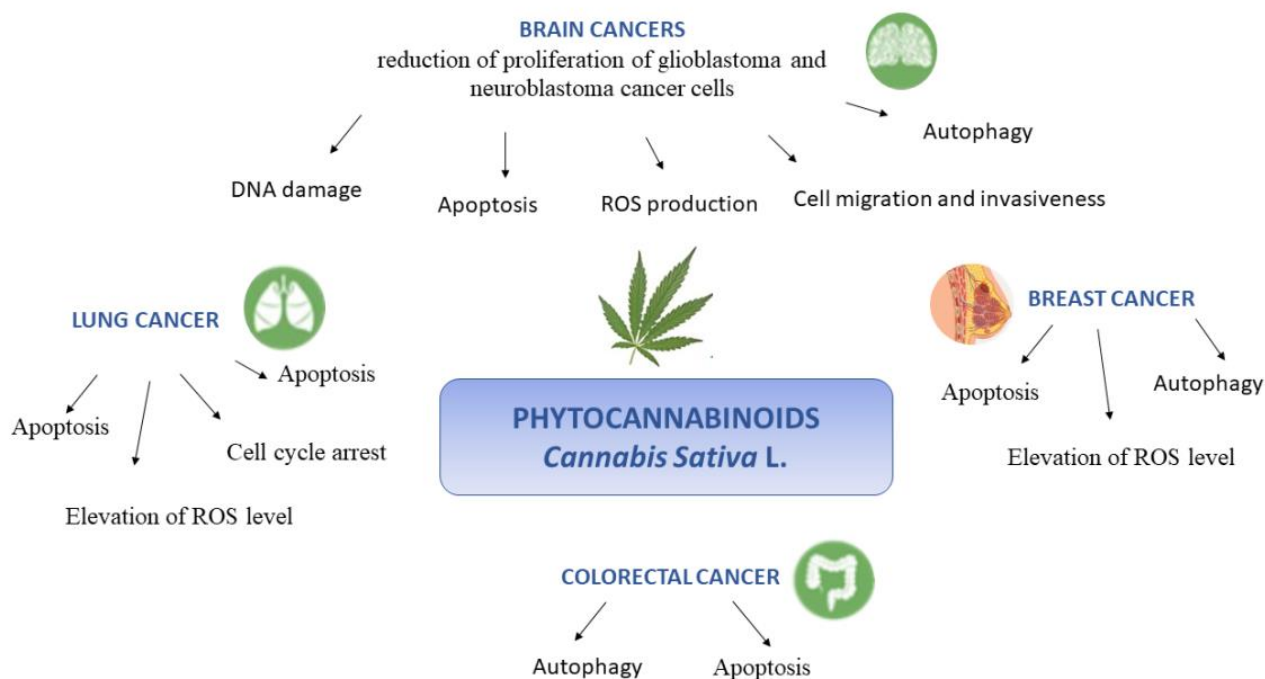 BRAIN CANCERS
reduction of proliferation of glioblastoma and
neuroblastoma cancer cells
Autophagy
DNA damage
Apoptosis
ROS production
Cell migration and invasiveness
LUNG CANCER
Apoptosis
Apoptosis
Cell cycle arrest
Elevation of ROS level
BREAST CANCER
Apoptosis
Autophagy
Elevation of ROS level
PHYTOCANNABINOIDS
Cannabis Sativa L.
COLORECTAL CANCER
Autophagy
Apoptosis